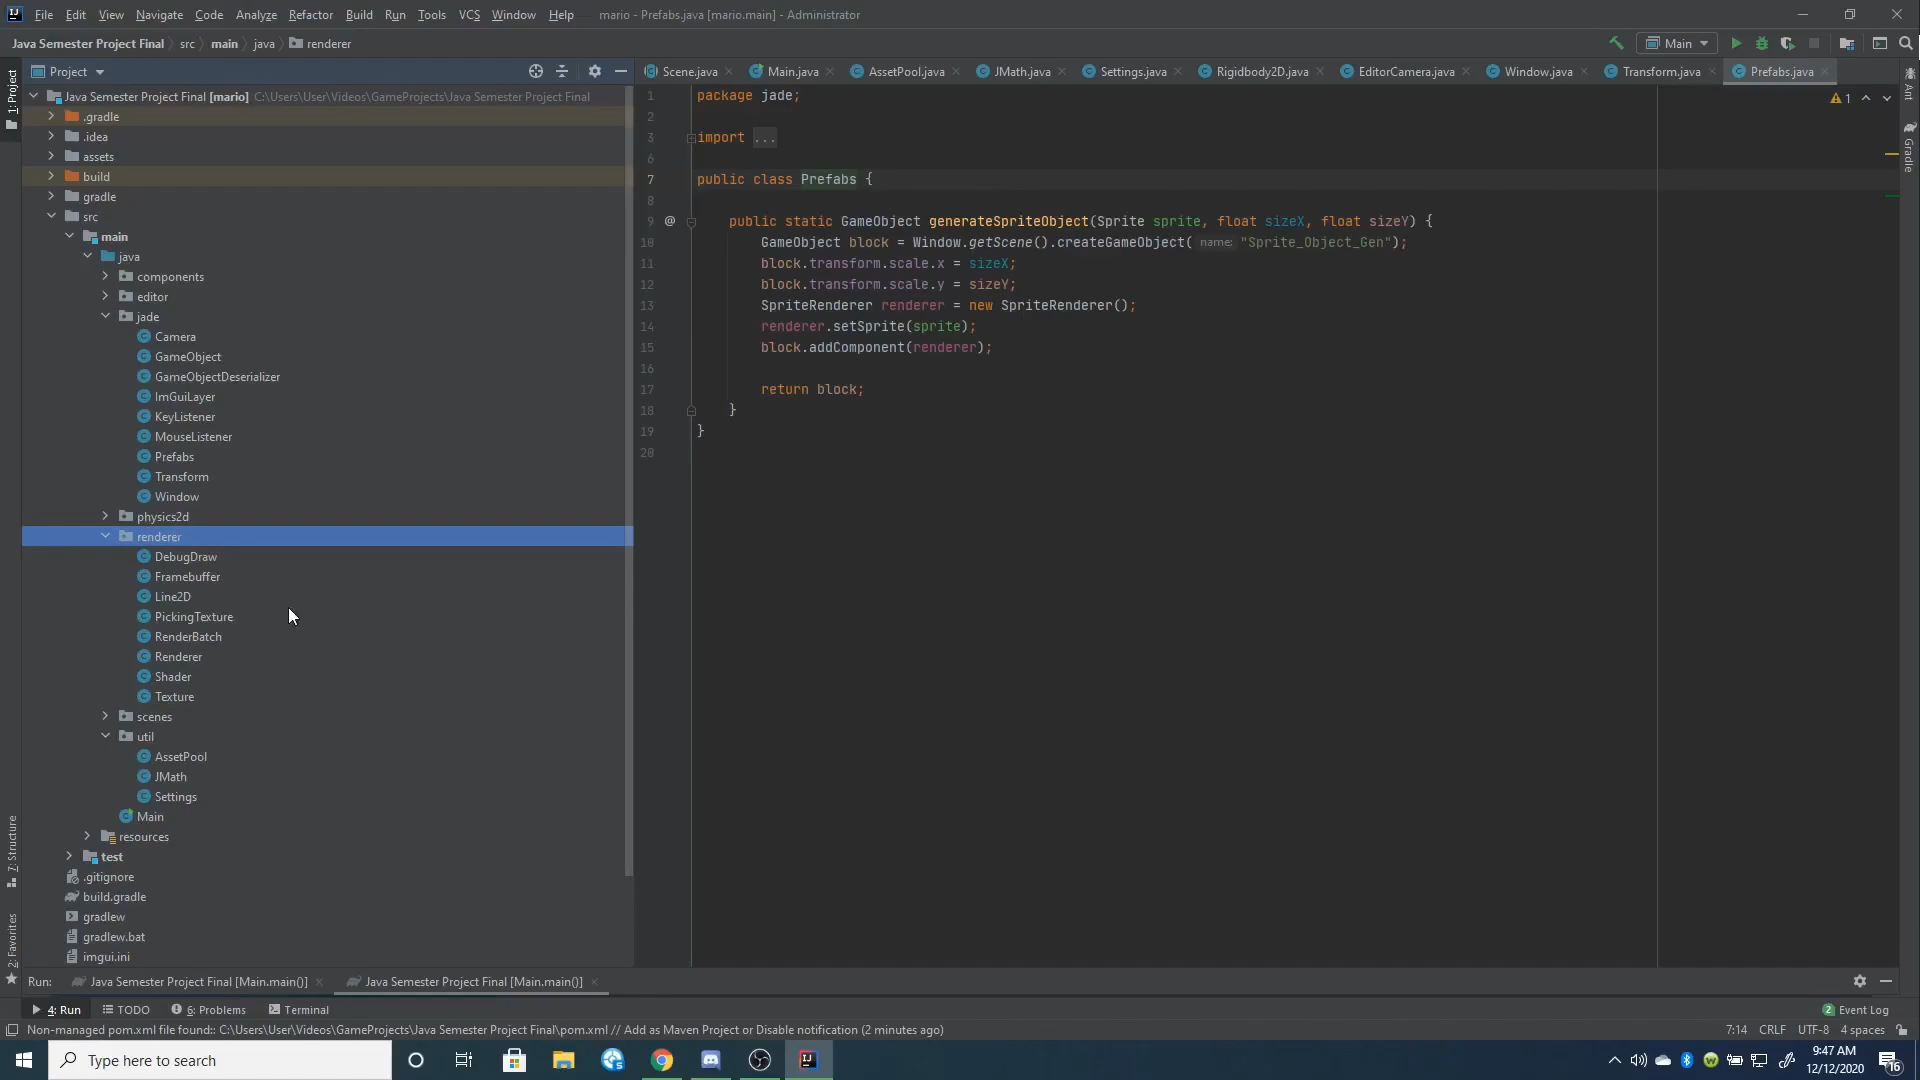 File Edit View Navigate Code Analyze Refactor Build Run Tools VCS Window Help mario - Prefabs.java [mario.main] - Administrator
Java Semester Project Final src main java renderer Main
Project
Scene.java Main.java AssetPool.java JMath.java Settings.java Rigidbody2D.java EditorCamera.java Window.java Transform.java Prefabs.java
1: Project
Ant
Gradle
7: Structure
2: Favorites
Java Semester Project Final [mario] C:\Users\User\Videos\GameProjects\Java Semester Project Final
.gradle
.idea
assets
build
gradle
src
main
java
components
editor
jade
Camera
GameObject
GameObjectDeserializer
ImGuiLayer
KeyListener
MouseListener
Prefabs
Transform
Window
physics2d
renderer
DebugDraw
Framebuffer
Line2D
PickingTexture
RenderBatch
Renderer
Shader
Texture
scenes
util
AssetPool
JMath
Settings
Main
resources
test
.gitignore
build.gradle
gradlew
gradlew.bat
imgui.ini
1 package jade;
2
3 import ...
6
7 public class Prefabs {
8
9 @ public static GameObject generateSpriteObject(Sprite sprite, float sizeX, float sizeY) {
10 GameObject block = Window.getScene().createGameObject( name: "Sprite_Object_Gen");
11 block.transform.scale.x = sizeX;
12 block.transform.scale.y = sizeY;
13 SpriteRenderer renderer = new SpriteRenderer();
14 renderer.setSprite(sprite);
15 block.addComponent(renderer);
16
17 return block;
18 }
19 }
20
1
Run: Java Semester Project Final [Main.main()] Java Semester Project Final [Main.main()]
4: Run TODO 6: Problems Terminal 2 Event Log
Non-managed pom.xml file found:: C:\Users\User\Videos\GameProjects\Java Semester Project Final\pom.xml // Add as Maven Project or Disable notification (2 minutes ago) 7:14 CRLF UTF-8 4 spaces
Type here to search
9:47 AM
12/12/2020
16